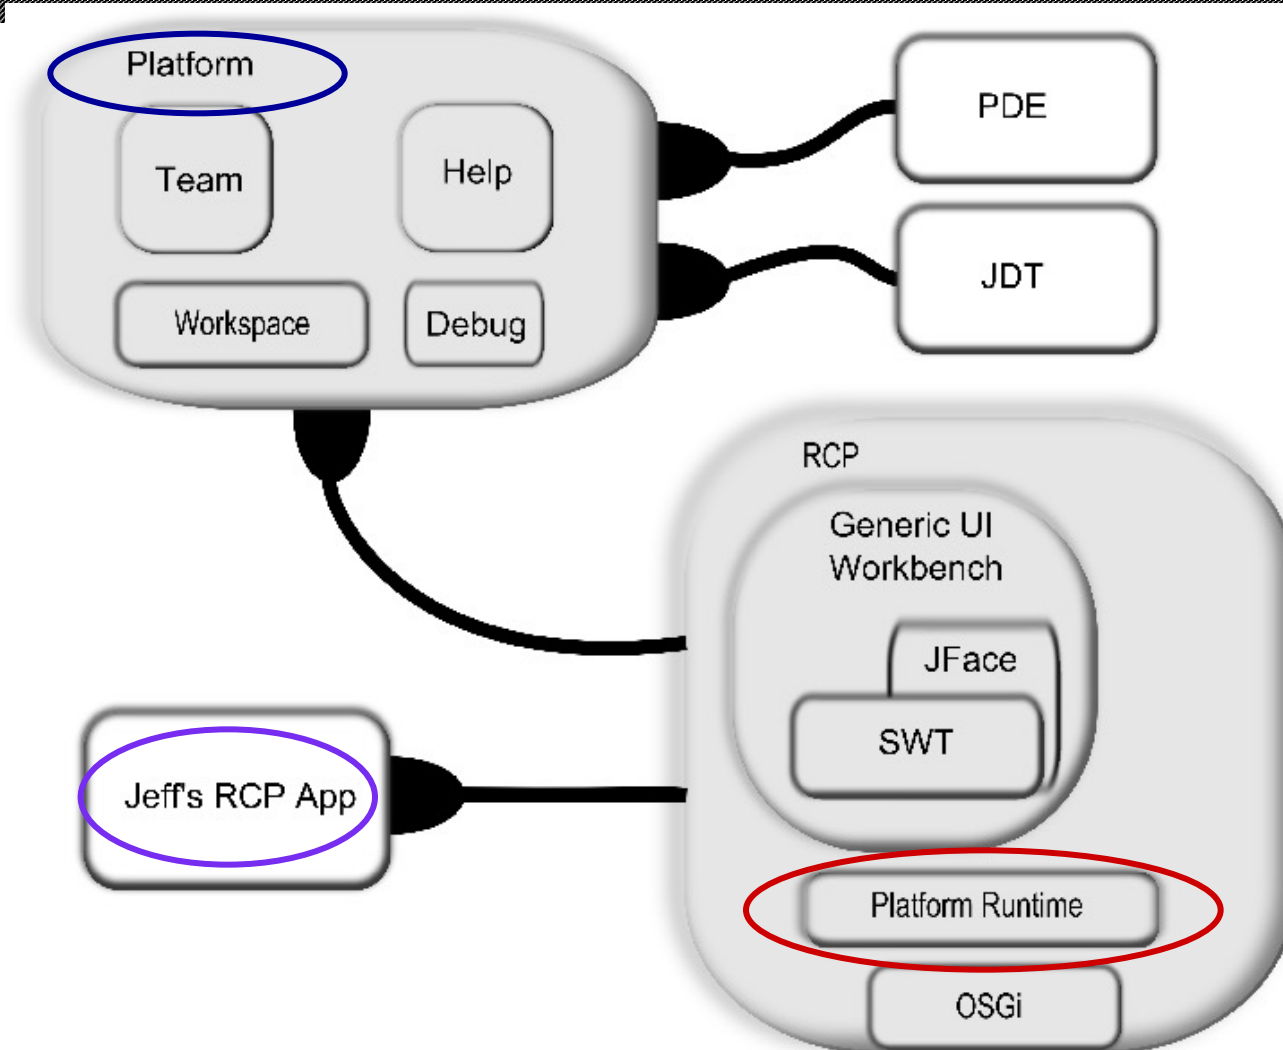 Platform
Team
Help
Workspace
Debug
PDE
JDT
RCP
Generic UI
Workbench
JFace
SWT
Jeff's RCP App
Platform Runtime
OSGi